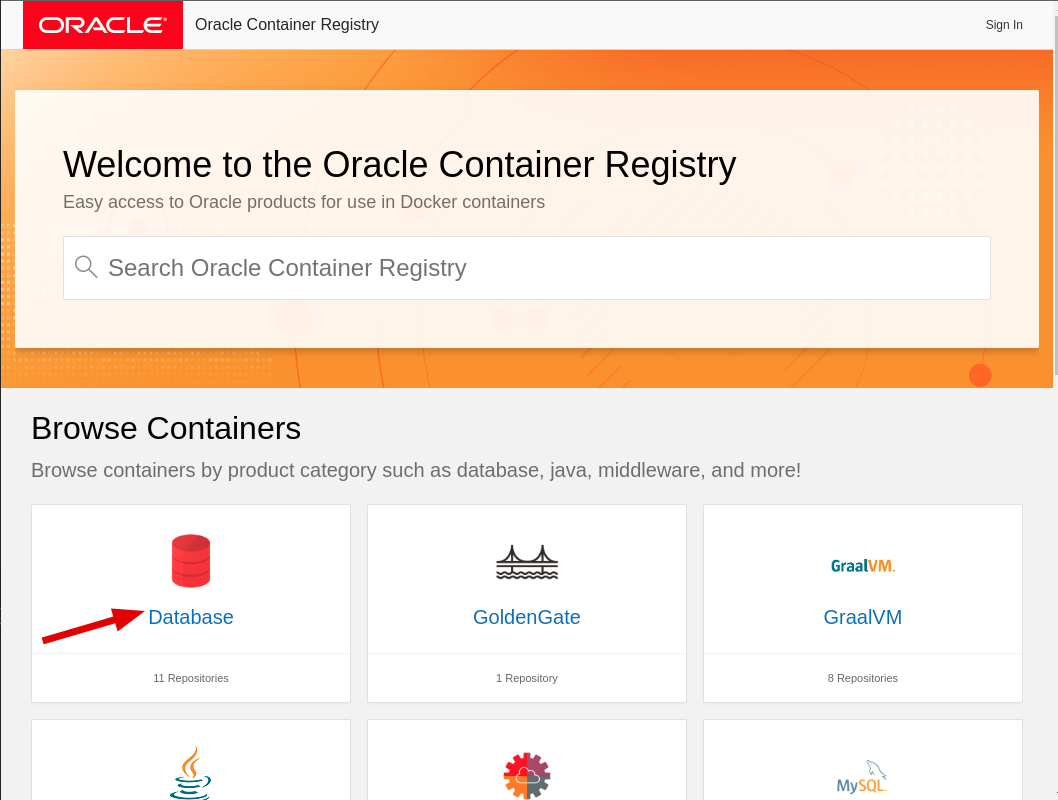 ORACLE Oracle Container Registry Sign In
Welcome to the Oracle Container Registry
Easy access to Oracle products for use in Docker containers
Search Oracle Container Registry
Browse Containers
Browse containers by product category such as database, java, middleware, and more!
GraalVM.
Database GoldenGate GraalVM
11 Repositories 1 Repository 8 Repositories
MySQL